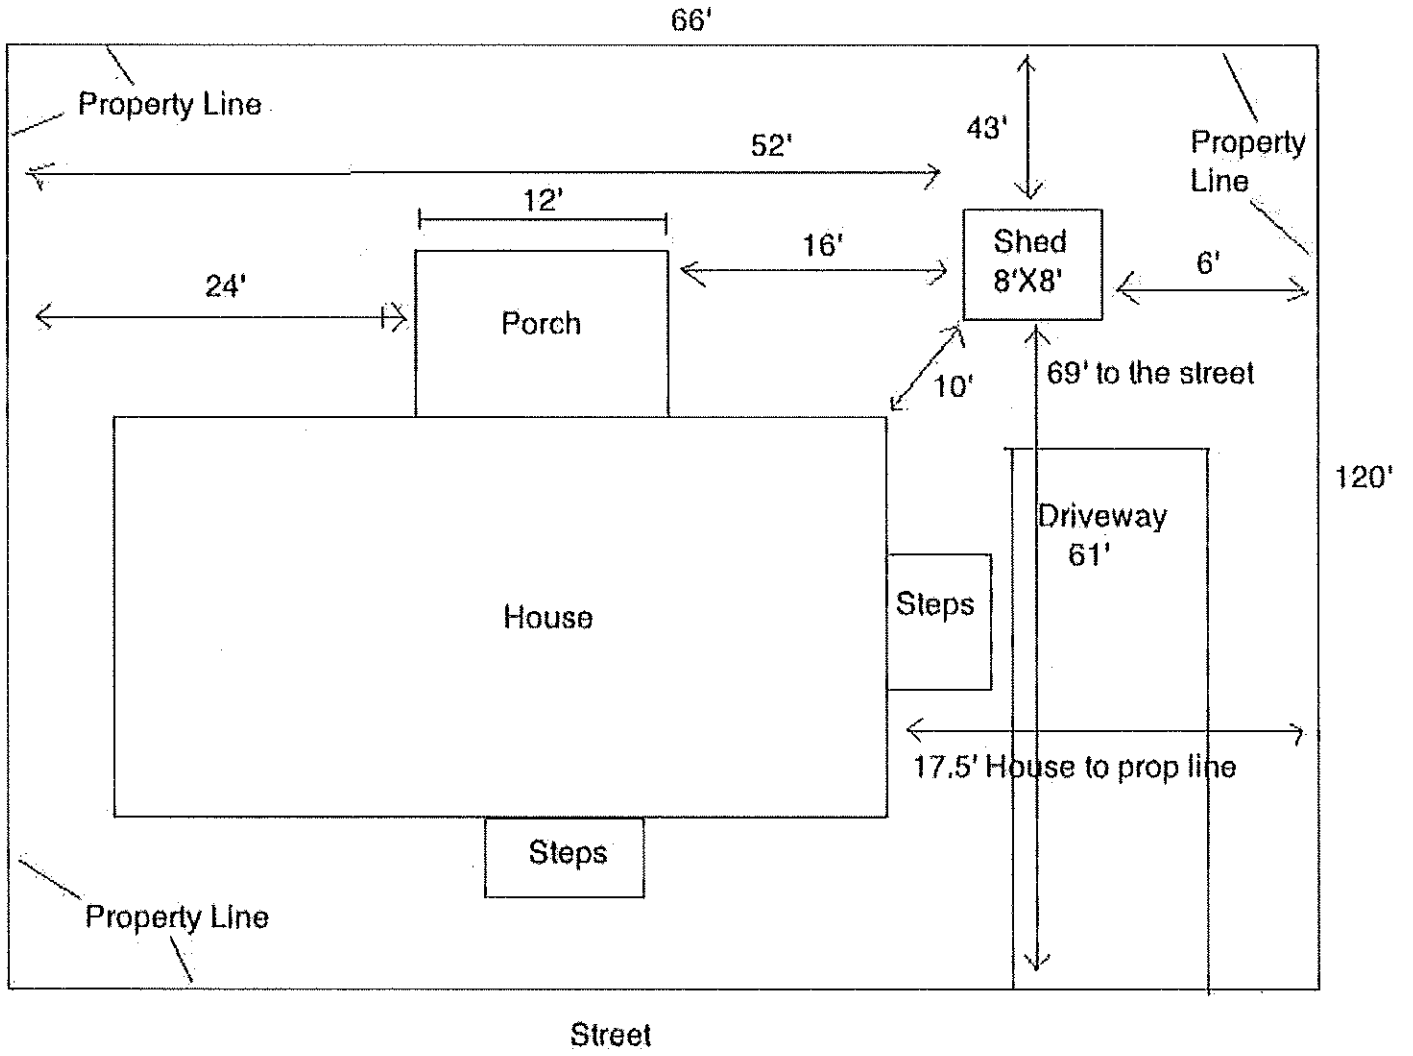 66'
Property Line
43'
Property
Line
52'
12'
Shed
8'X8'
16'
6'
24'
Porch
10'
69' to the street
120'
Driveway
61'
Steps
House
17.5' House to prop line
Steps
Property Line
Street